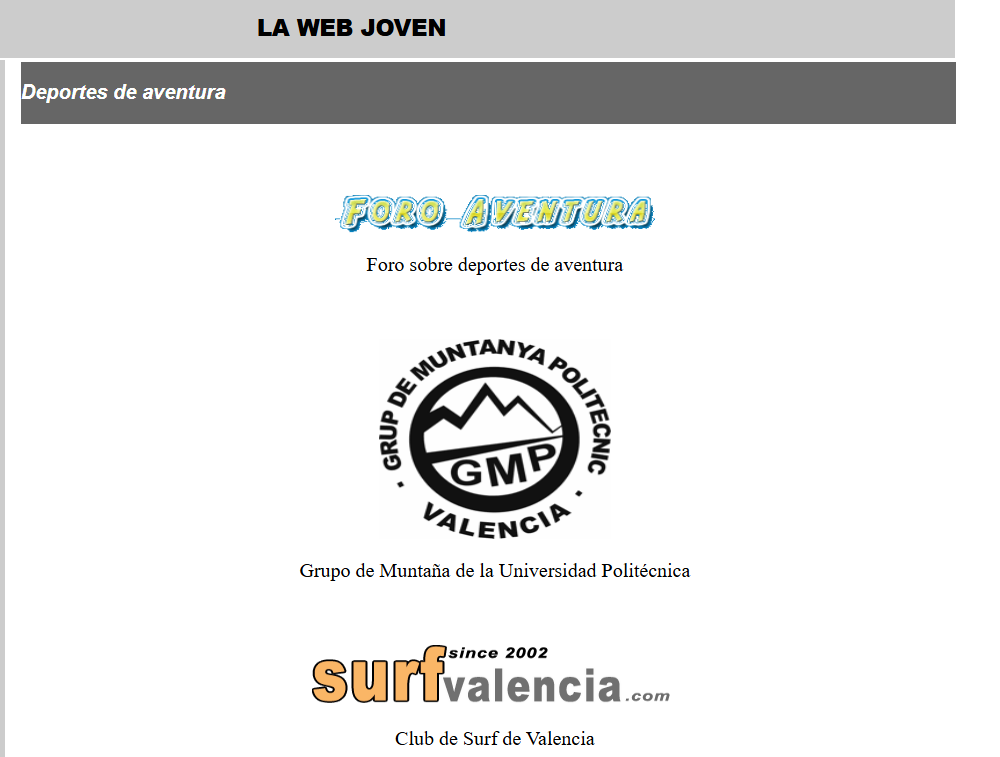 LA WEB JOVEN
Deportes de aventura
FORO AVENTURA
Foro sobre deportes de aventura
GRUP DE MUNTANYA POLITECNIC
GMP
· VALENCIA ·
Grupo de Muntaña de la Universidad Politécnica
since 2002
surfvalencia.com
Club de Surf de Valencia